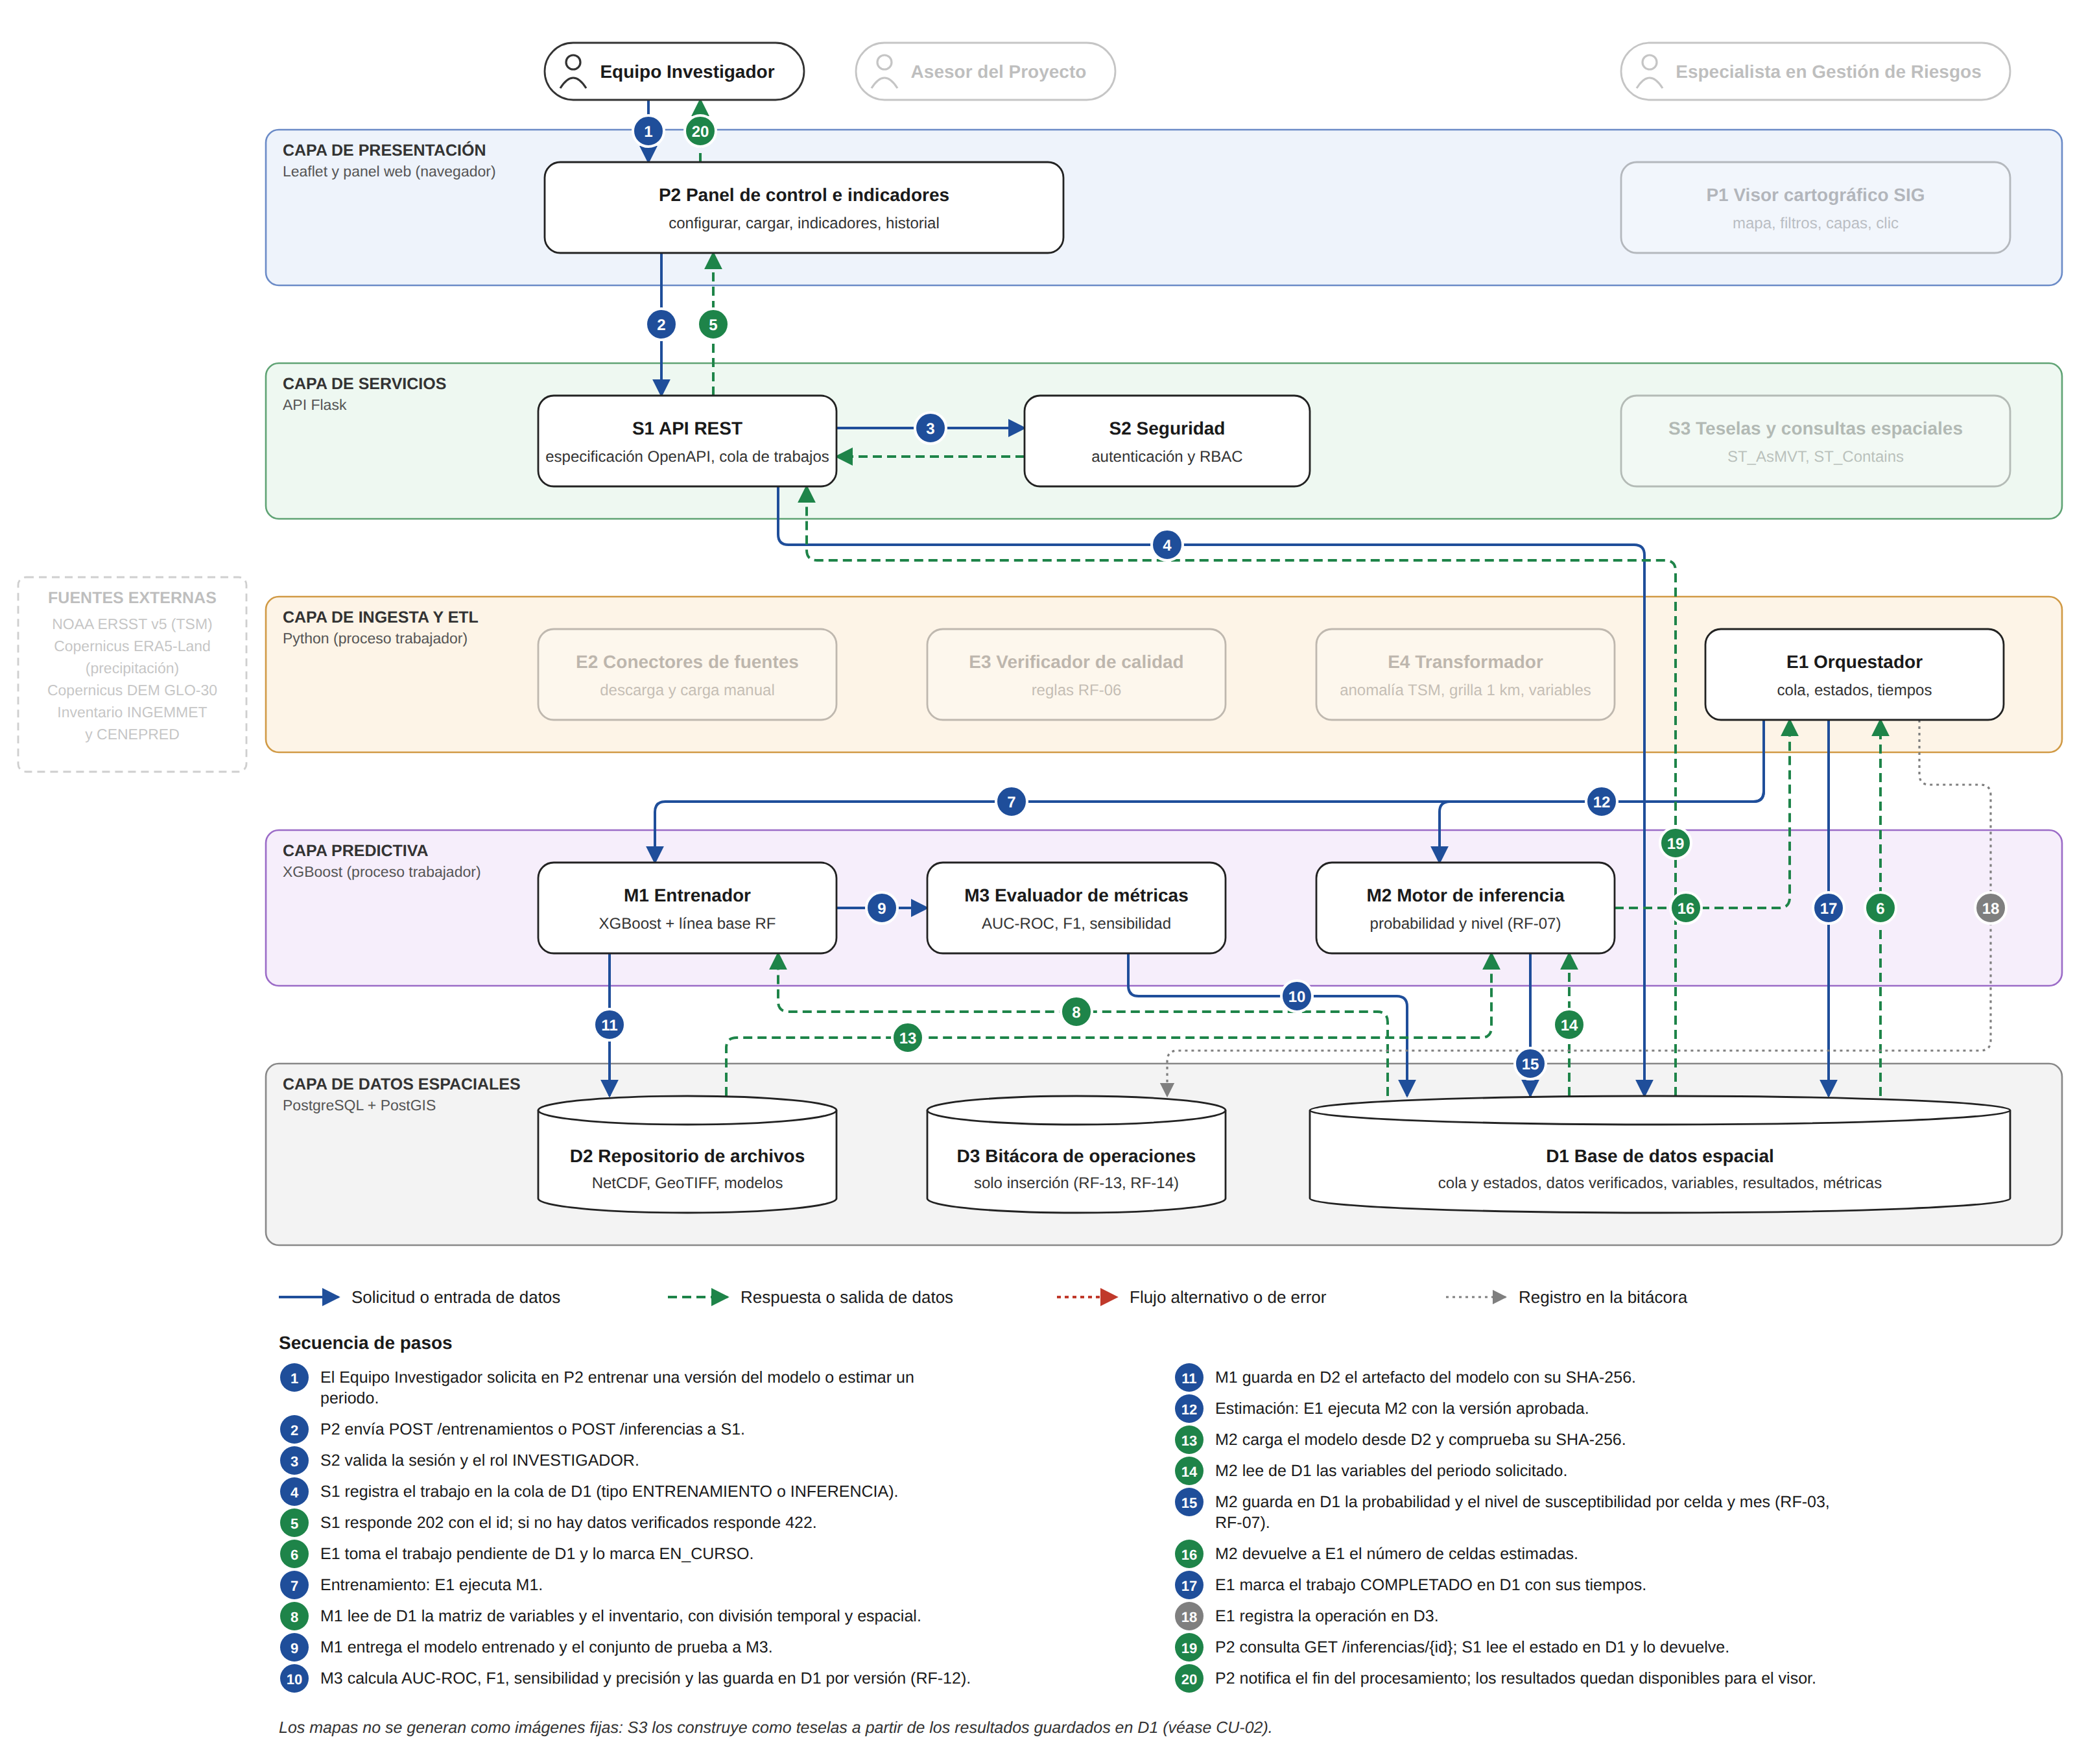 Equipo Investigador
Asesor del Proyecto
Especialista en Gestión de Riesgos
1
20
CAPA DE PRESENTACIÓN
Leaflet y panel web (navegador)
P2 Panel de control e indicadores
configurar, cargar, indicadores, historial
P1 Visor cartográfico SIG
mapa, filtros, capas, clic
2
5
CAPA DE SERVICIOS
API Flask
S1 API REST
especificación OpenAPI, cola de trabajos
3
S2 Seguridad
autenticación y RBAC
S3 Teselas y consultas espaciales
ST_AsMVT, ST_Contains
4
FUENTES EXTERNAS
NOAA ERSST v5 (TSM)
Copernicus ERA5-Land
(precipitación)
Copernicus DEM GLO-30
Inventario INGEMMET
y CENEPRED
CAPA DE INGESTA Y ETL
Python (proceso trabajador)
E2 Conectores de fuentes
descarga y carga manual
E3 Verificador de calidad
reglas RF-06
E4 Transformador
anomalía TSM, grilla 1 km, variables
E1 Orquestador
cola, estados, tiempos
7
12
19
CAPA PREDICTIVA
XGBoost (proceso trabajador)
M1 Entrenador
XGBoost + línea base RF
9
M3 Evaluador de métricas
AUC-ROC, F1, sensibilidad
M2 Motor de inferencia
probabilidad y nivel (RF-07)
16
17
6
18
10
8
11
13
14
15
CAPA DE DATOS ESPACIALES
PostgreSQL + PostGIS
D2 Repositorio de archivos
NetCDF, GeoTIFF, modelos
D3 Bitácora de operaciones
solo inserción (RF-13, RF-14)
D1 Base de datos espacial
cola y estados, datos verificados, variables, resultados, métricas
Solicitud o entrada de datos
Respuesta o salida de datos
Flujo alternativo o de error
Registro en la bitácora
Secuencia de pasos
1 El Equipo Investigador solicita en P2 entrenar una versión del modelo o estimar un
periodo.
2 P2 envía POST /entrenamientos o POST /inferencias a S1.
3 S2 valida la sesión y el rol INVESTIGADOR.
4 S1 registra el trabajo en la cola de D1 (tipo ENTRENAMIENTO o INFERENCIA).
5 S1 responde 202 con el id; si no hay datos verificados responde 422.
6 E1 toma el trabajo pendiente de D1 y lo marca EN_CURSO.
7 Entrenamiento: E1 ejecuta M1.
8 M1 lee de D1 la matriz de variables y el inventario, con división temporal y espacial.
9 M1 entrega el modelo entrenado y el conjunto de prueba a M3.
10 M3 calcula AUC-ROC, F1, sensibilidad y precisión y las guarda en D1 por versión (RF-12).
11 M1 guarda en D2 el artefacto del modelo con su SHA-256.
12 Estimación: E1 ejecuta M2 con la versión aprobada.
13 M2 carga el modelo desde D2 y comprueba su SHA-256.
14 M2 lee de D1 las variables del periodo solicitado.
15 M2 guarda en D1 la probabilidad y el nivel de susceptibilidad por celda y mes (RF-03,
RF-07).
16 M2 devuelve a E1 el número de celdas estimadas.
17 E1 marca el trabajo COMPLETADO en D1 con sus tiempos.
18 E1 registra la operación en D3.
19 P2 consulta GET /inferencias/{id}; S1 lee el estado en D1 y lo devuelve.
20 P2 notifica el fin del procesamiento; los resultados quedan disponibles para el visor.
Los mapas no se generan como imágenes fijas: S3 los construye como teselas a partir de los resultados guardados en D1 (véase CU-02).